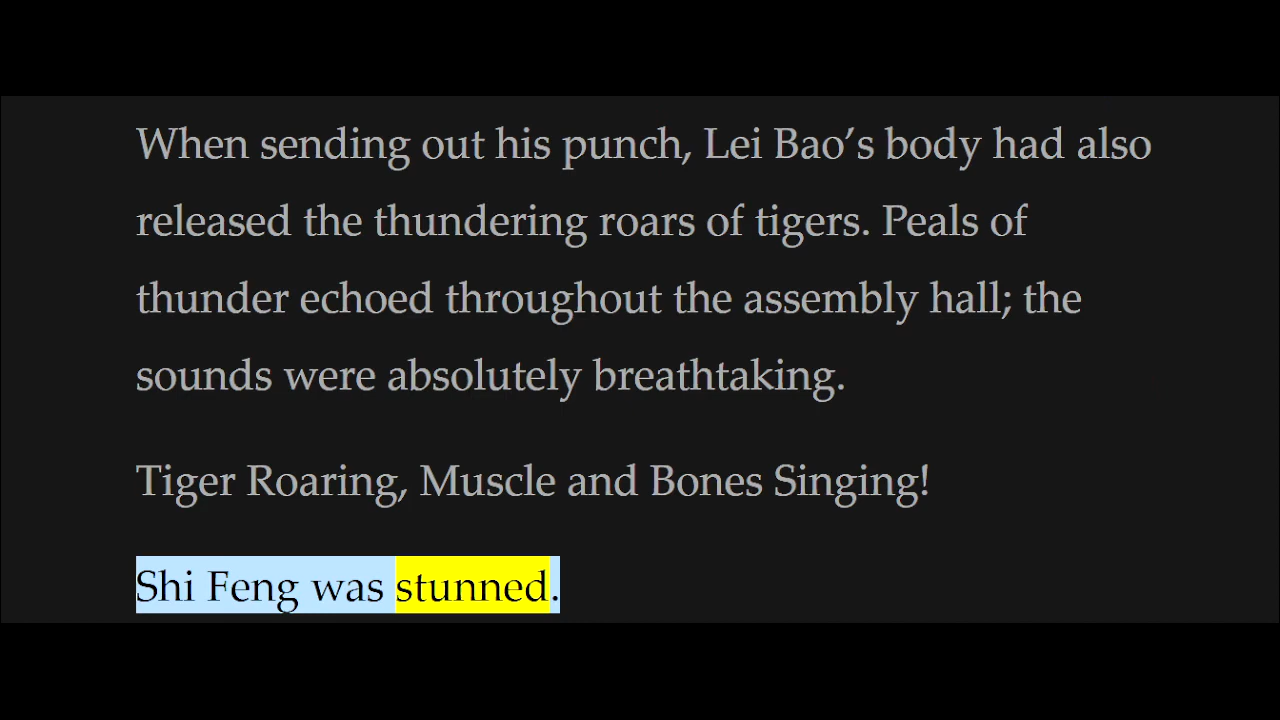 When sending out his punch, Lei Bao’s body had also
released the thundering roars of tigers. Peals of
thunder echoed throughout the assembly hall; the
sounds were absolutely breathtaking.
Tiger Roaring, Muscle and Bones Singing!
Shi Feng was stunned.